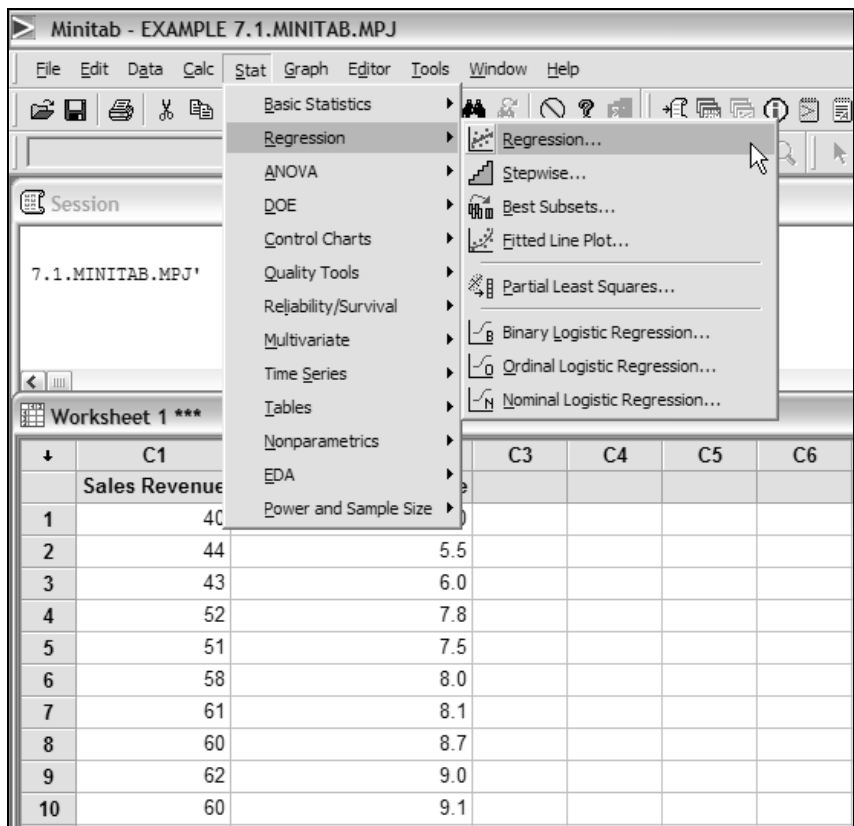 Minitab - EXAMPLE 7.1.MINITAB.MPJ
File Edit Data Calc Stat Graph Editor Tools Window Help
Basic Statistics
Regression
ANOVA
DOE
Control Charts
Quality Tools
Reliability/Survival
Multivariate
Time Series
Tables
Nonparametrics
EDA
Power and Sample Size
Regression...
Stepwise...
Best Subsets...
Fitted Line Plot...
Partial Least Squares...
Binary Logistic Regression...
Ordinal Logistic Regression...
Nominal Logistic Regression...
Session
7.1.MINITAB.MPJ'
Worksheet 1 ***
C1 C3 C4 C5 C6
Sales Revenue
1 40
2 44 5.5
3 43 6.0
4 52 7.8
5 51 7.5
6 58 8.0
7 61 8.1
8 60 8.7
9 62 9.0
10 60 9.1